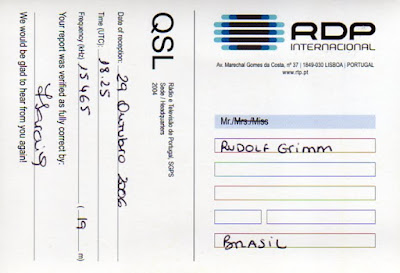 QSL
Rádio e Televisão de Portugal, SGPS
Sede / Headquarters
2004
Date of reception: 29 Outubro 2006
Time (UTC): 18.25
Frequency (kHz) 15465 (19 m)
Your report was verified as fully correct by:
We would be glad to hear from you again!
RDP
INTERNACIONAL
Av. Marechal Gomes da Costa, nº 37 | 1849-030 LISBOA | PORTUGAL
www.rtp.pt
Mr./Mrs./Miss
RUDOLF GRIMM
BRASIL